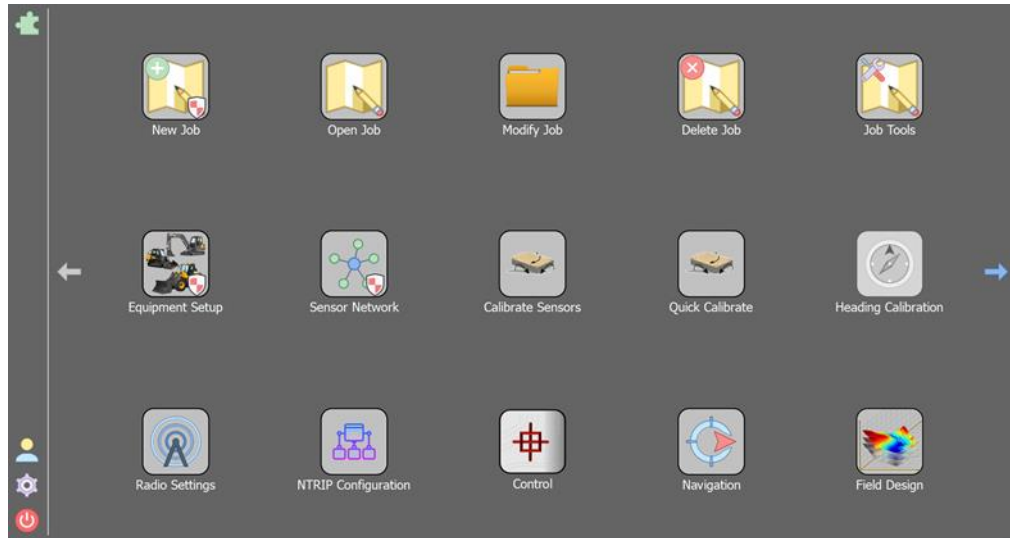 New Job
Open Job
Modify Job
Delete Job
Job Tools
Equipment Setup
Sensor Network
Calibrate Sensors
Quick Calibrate
Heading Calibration
Radio Settings
NTRIP Configuration
Control
Navigation
Field Design